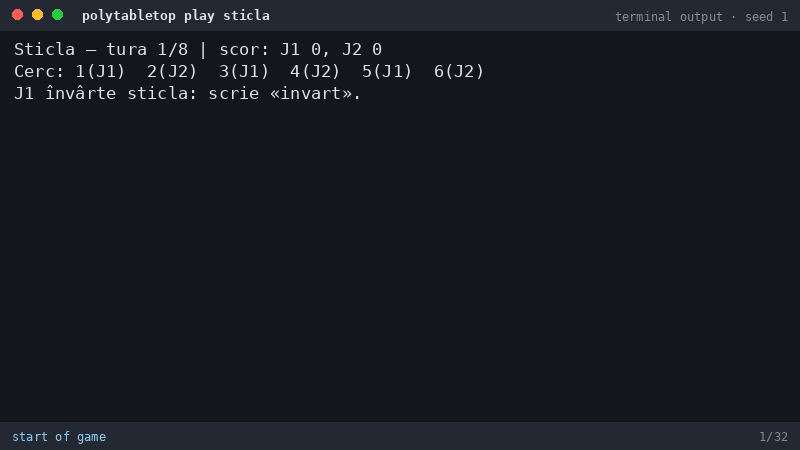 polytabletop play sticla
terminal output · seed 1
Sticla — tura 1/8 | scor: J1 0, J2 0
Cerc: 1(J1)  2(J2)  3(J1)  4(J2)  5(J1)  6(J2)
J1 învârte sticla: scrie «invart».
start of game
1/32